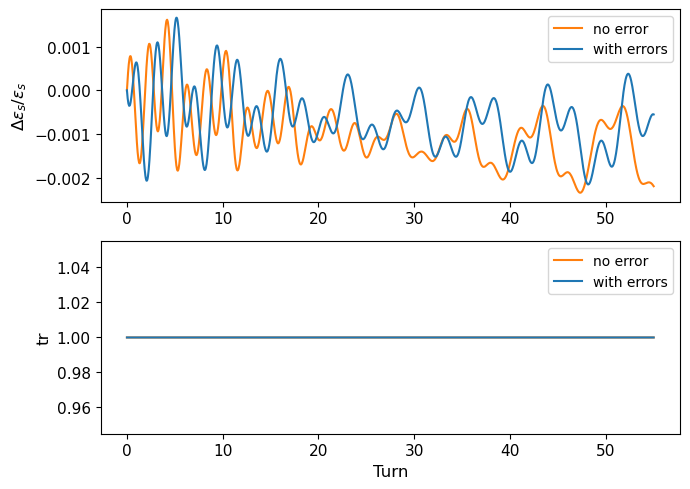 0.001
0.000
−0.001
−0.002
Δεs/εs
no error
with errors
0 10 20 30 40 50
1.04
1.02
1.00
0.98
0.96
tr
no error
with errors
0 10 20 30 40 50
Turn